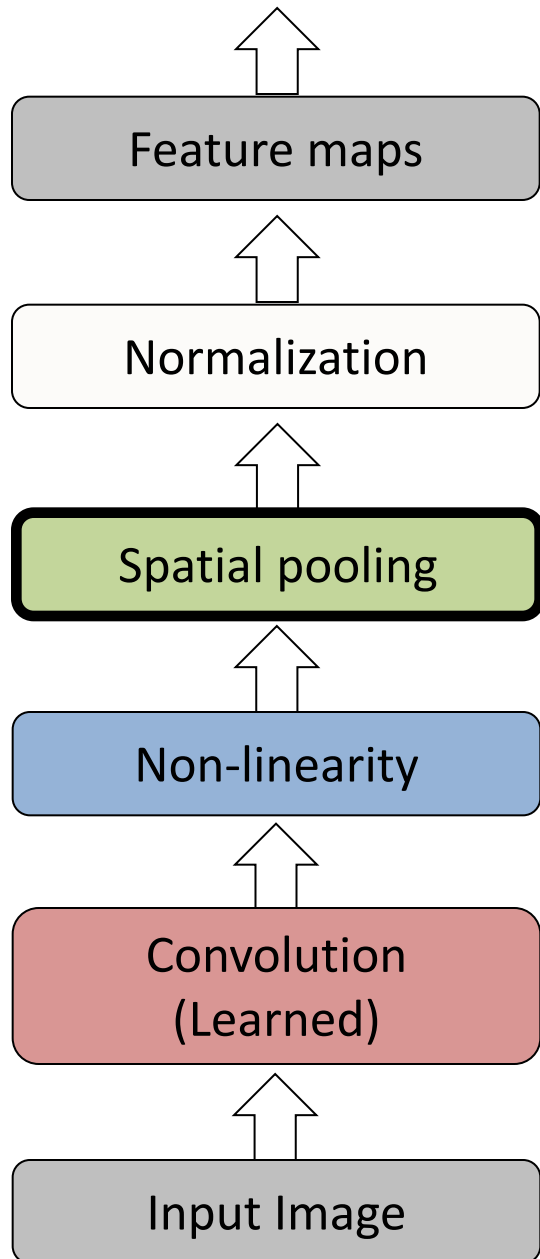 Feature maps
Normalization
Spatial pooling
Non-linearity
Convolution
(Learned)
Input Image